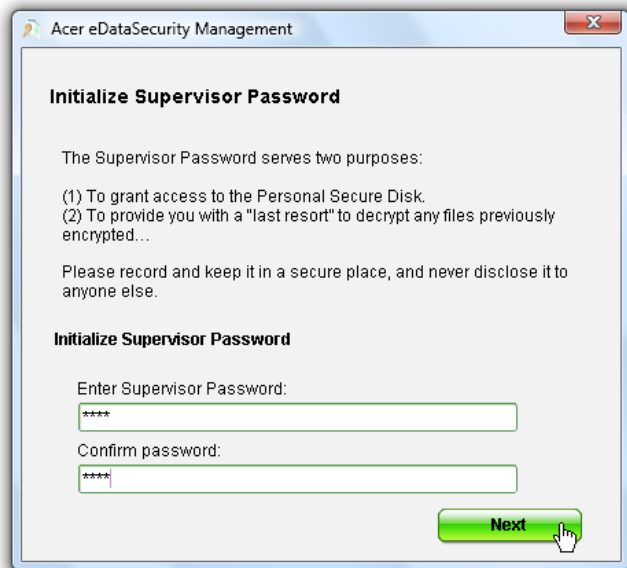 Acer eDataSecurity Management
Initialize Supervisor Password
The Supervisor Password serves two purposes:
(1) To grant access to the Personal Secure Disk.
(2) To provide you with a "last resort" to decrypt any files previously
encrypted...
Please record and keep it in a secure place, and never disclose it to
anyone else.
Initialize Supervisor Password
Enter Supervisor Password:
****
Confirm password:
****
Next